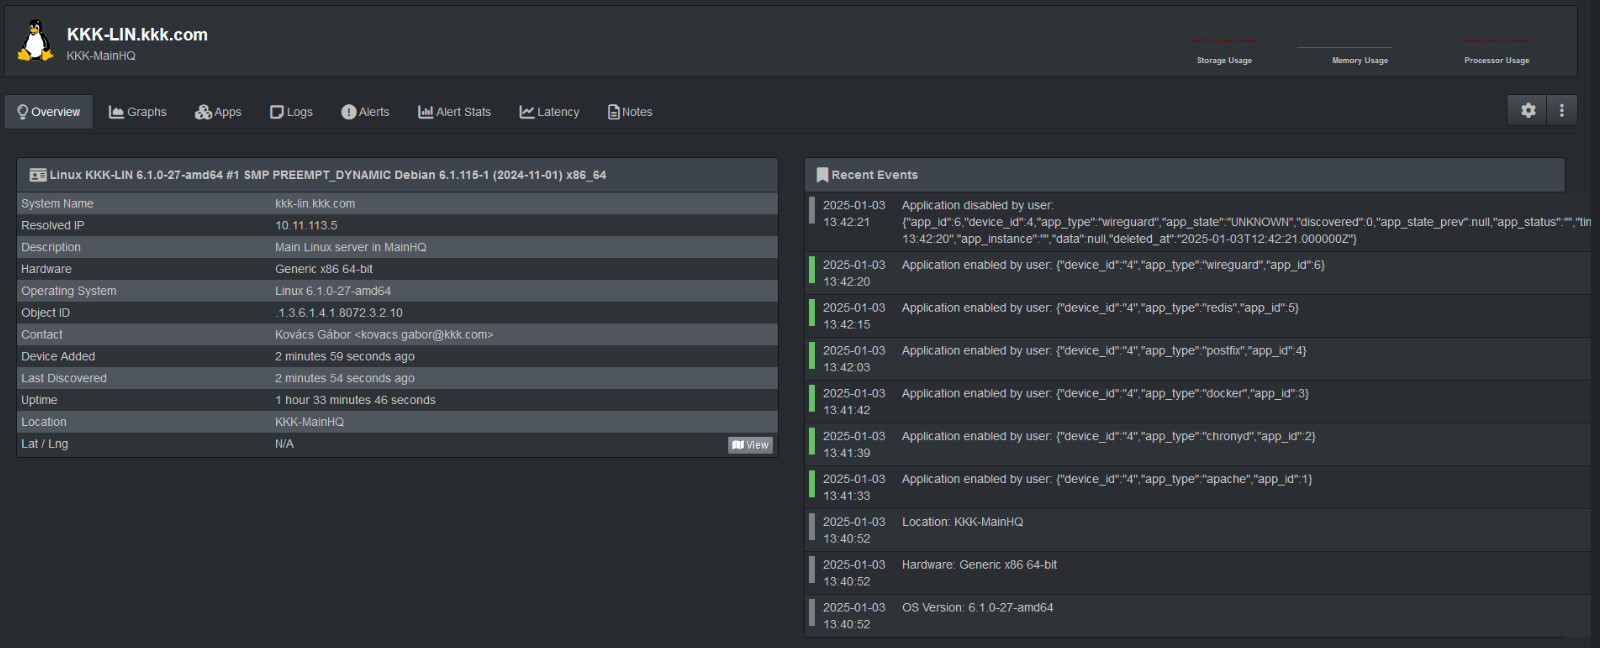 KKK-LIN.kkk.com
KKK-MainHQ
Storage Usage
Memory Usage
Processor Usage
Overview
Graphs
Apps
Logs
Alerts
Alert Stats
Latency
Notes
Linux KKK-LIN 6.1.0-27-amd64 #1 SMP PREEMPT_DYNAMIC Debian 6.1.115-1 (2024-11-01) x86_64
System Name kkk-lin.kkk.com
Resolved IP 10.11.113.5
Description Main Linux server in MainHQ
Hardware Generic x86 64-bit
Operating System Linux 6.1.0-27-amd64
Object ID .1.3.6.1.4.1.8072.3.2.10
Contact Kovács Gábor <kovacs.gabor@kkk.com>
Device Added 2 minutes 59 seconds ago
Last Discovered 2 minutes 54 seconds ago
Uptime 1 hour 33 minutes 46 seconds
Location KKK-MainHQ
Lat / Lng N/A View
Recent Events
2025-01-03 Application disabled by user:
13:42:21 {"app_id":6,"device_id":4,"app_type":"wireguard","app_state":"UNKNOWN","discovered":0,"app_state_prev":null,"app_status":"","tin
13:42:20","app_instance":"","data":null,"deleted_at":"2025-01-03T12:42:21.000000Z"}
2025-01-03 Application enabled by user: {"device_id":"4","app_type":"wireguard","app_id":6}
13:42:20
2025-01-03 Application enabled by user: {"device_id":"4","app_type":"redis","app_id":5}
13:42:15
2025-01-03 Application enabled by user: {"device_id":"4","app_type":"postfix","app_id":4}
13:42:03
2025-01-03 Application enabled by user: {"device_id":"4","app_type":"docker","app_id":3}
13:41:42
2025-01-03 Application enabled by user: {"device_id":"4","app_type":"chronyd","app_id":2}
13:41:39
2025-01-03 Application enabled by user: {"device_id":"4","app_type":"apache","app_id":1}
13:41:33
2025-01-03 Location: KKK-MainHQ
13:40:52
2025-01-03 Hardware: Generic x86 64-bit
13:40:52
2025-01-03 OS Version: 6.1.0-27-amd64
13:40:52